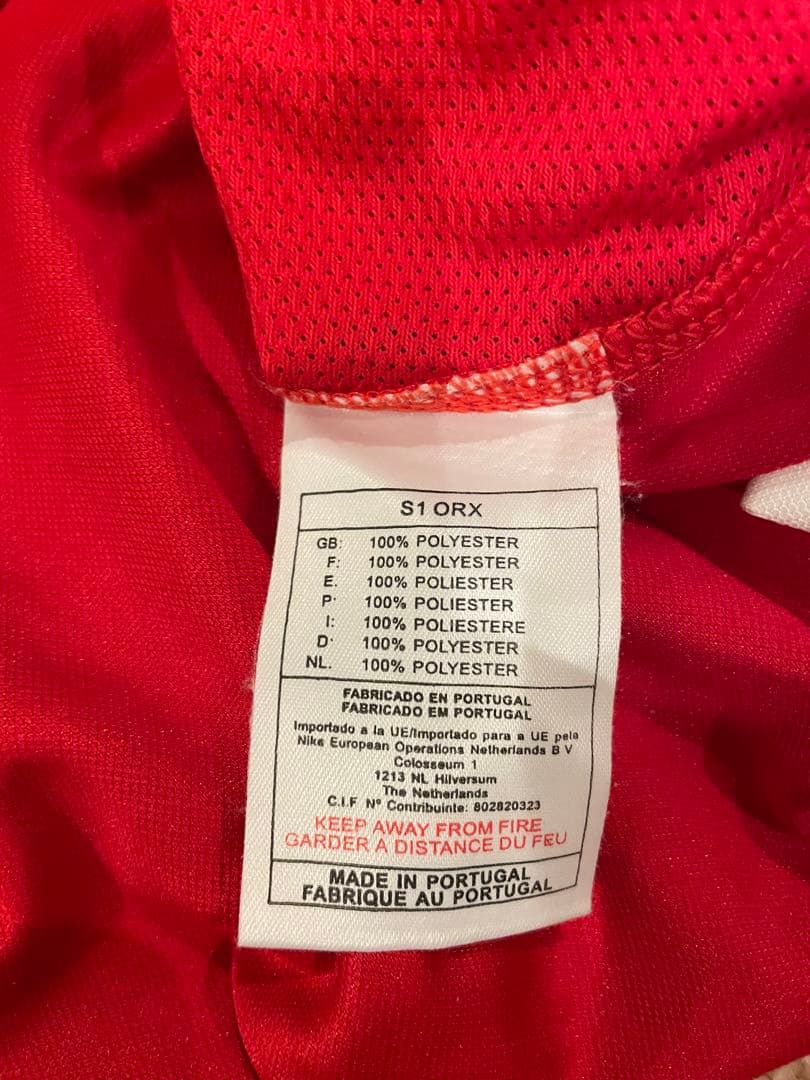 S1 ORX
GB: 100% POLYESTER
F: 100% POLYESTER
E. 100% POLIESTER
P· 100% POLIESTER
I: 100% POLIESTERE
D· 100% POLYESTER
NL. 100% POLYESTER
FABRICADO EN PORTUGAL
FABRICADO EM PORTUGAL
Importado a la UE/Importado para a UE pela
Nike European Operations Netherlands B V
Colosseum 1
1213 NL Hilversum
The Netherlands
C.I.F Nº Contribuinte: 802820323
KEEP AWAY FROM FIRE
GARDER A DISTANCE DU FEU
MADE IN PORTUGAL
FABRIQUE AU PORTUGAL